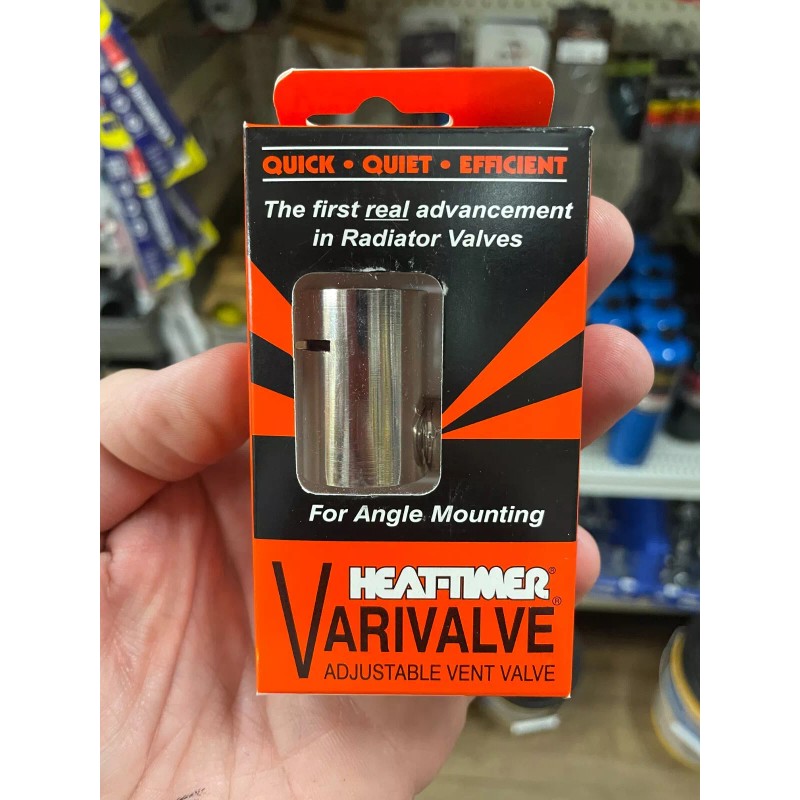 QUICK • QUIET • EFFICIENT
The first real advancement
in Radiator Valves
For Angle Mounting
HEAT-TIMER®
VARIVALVE®
ADJUSTABLE VENT VALVE